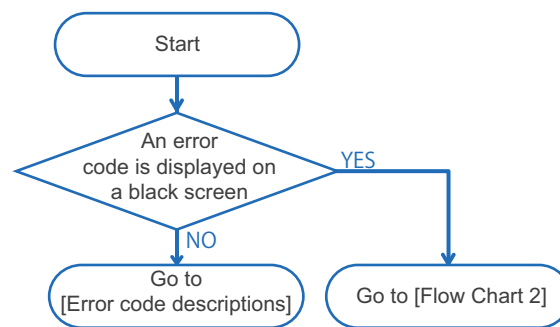 Start
An error
code is displayed on
a black screen
YES
NO
Go to
[Error code descriptions]
Go to [Flow Chart 2]